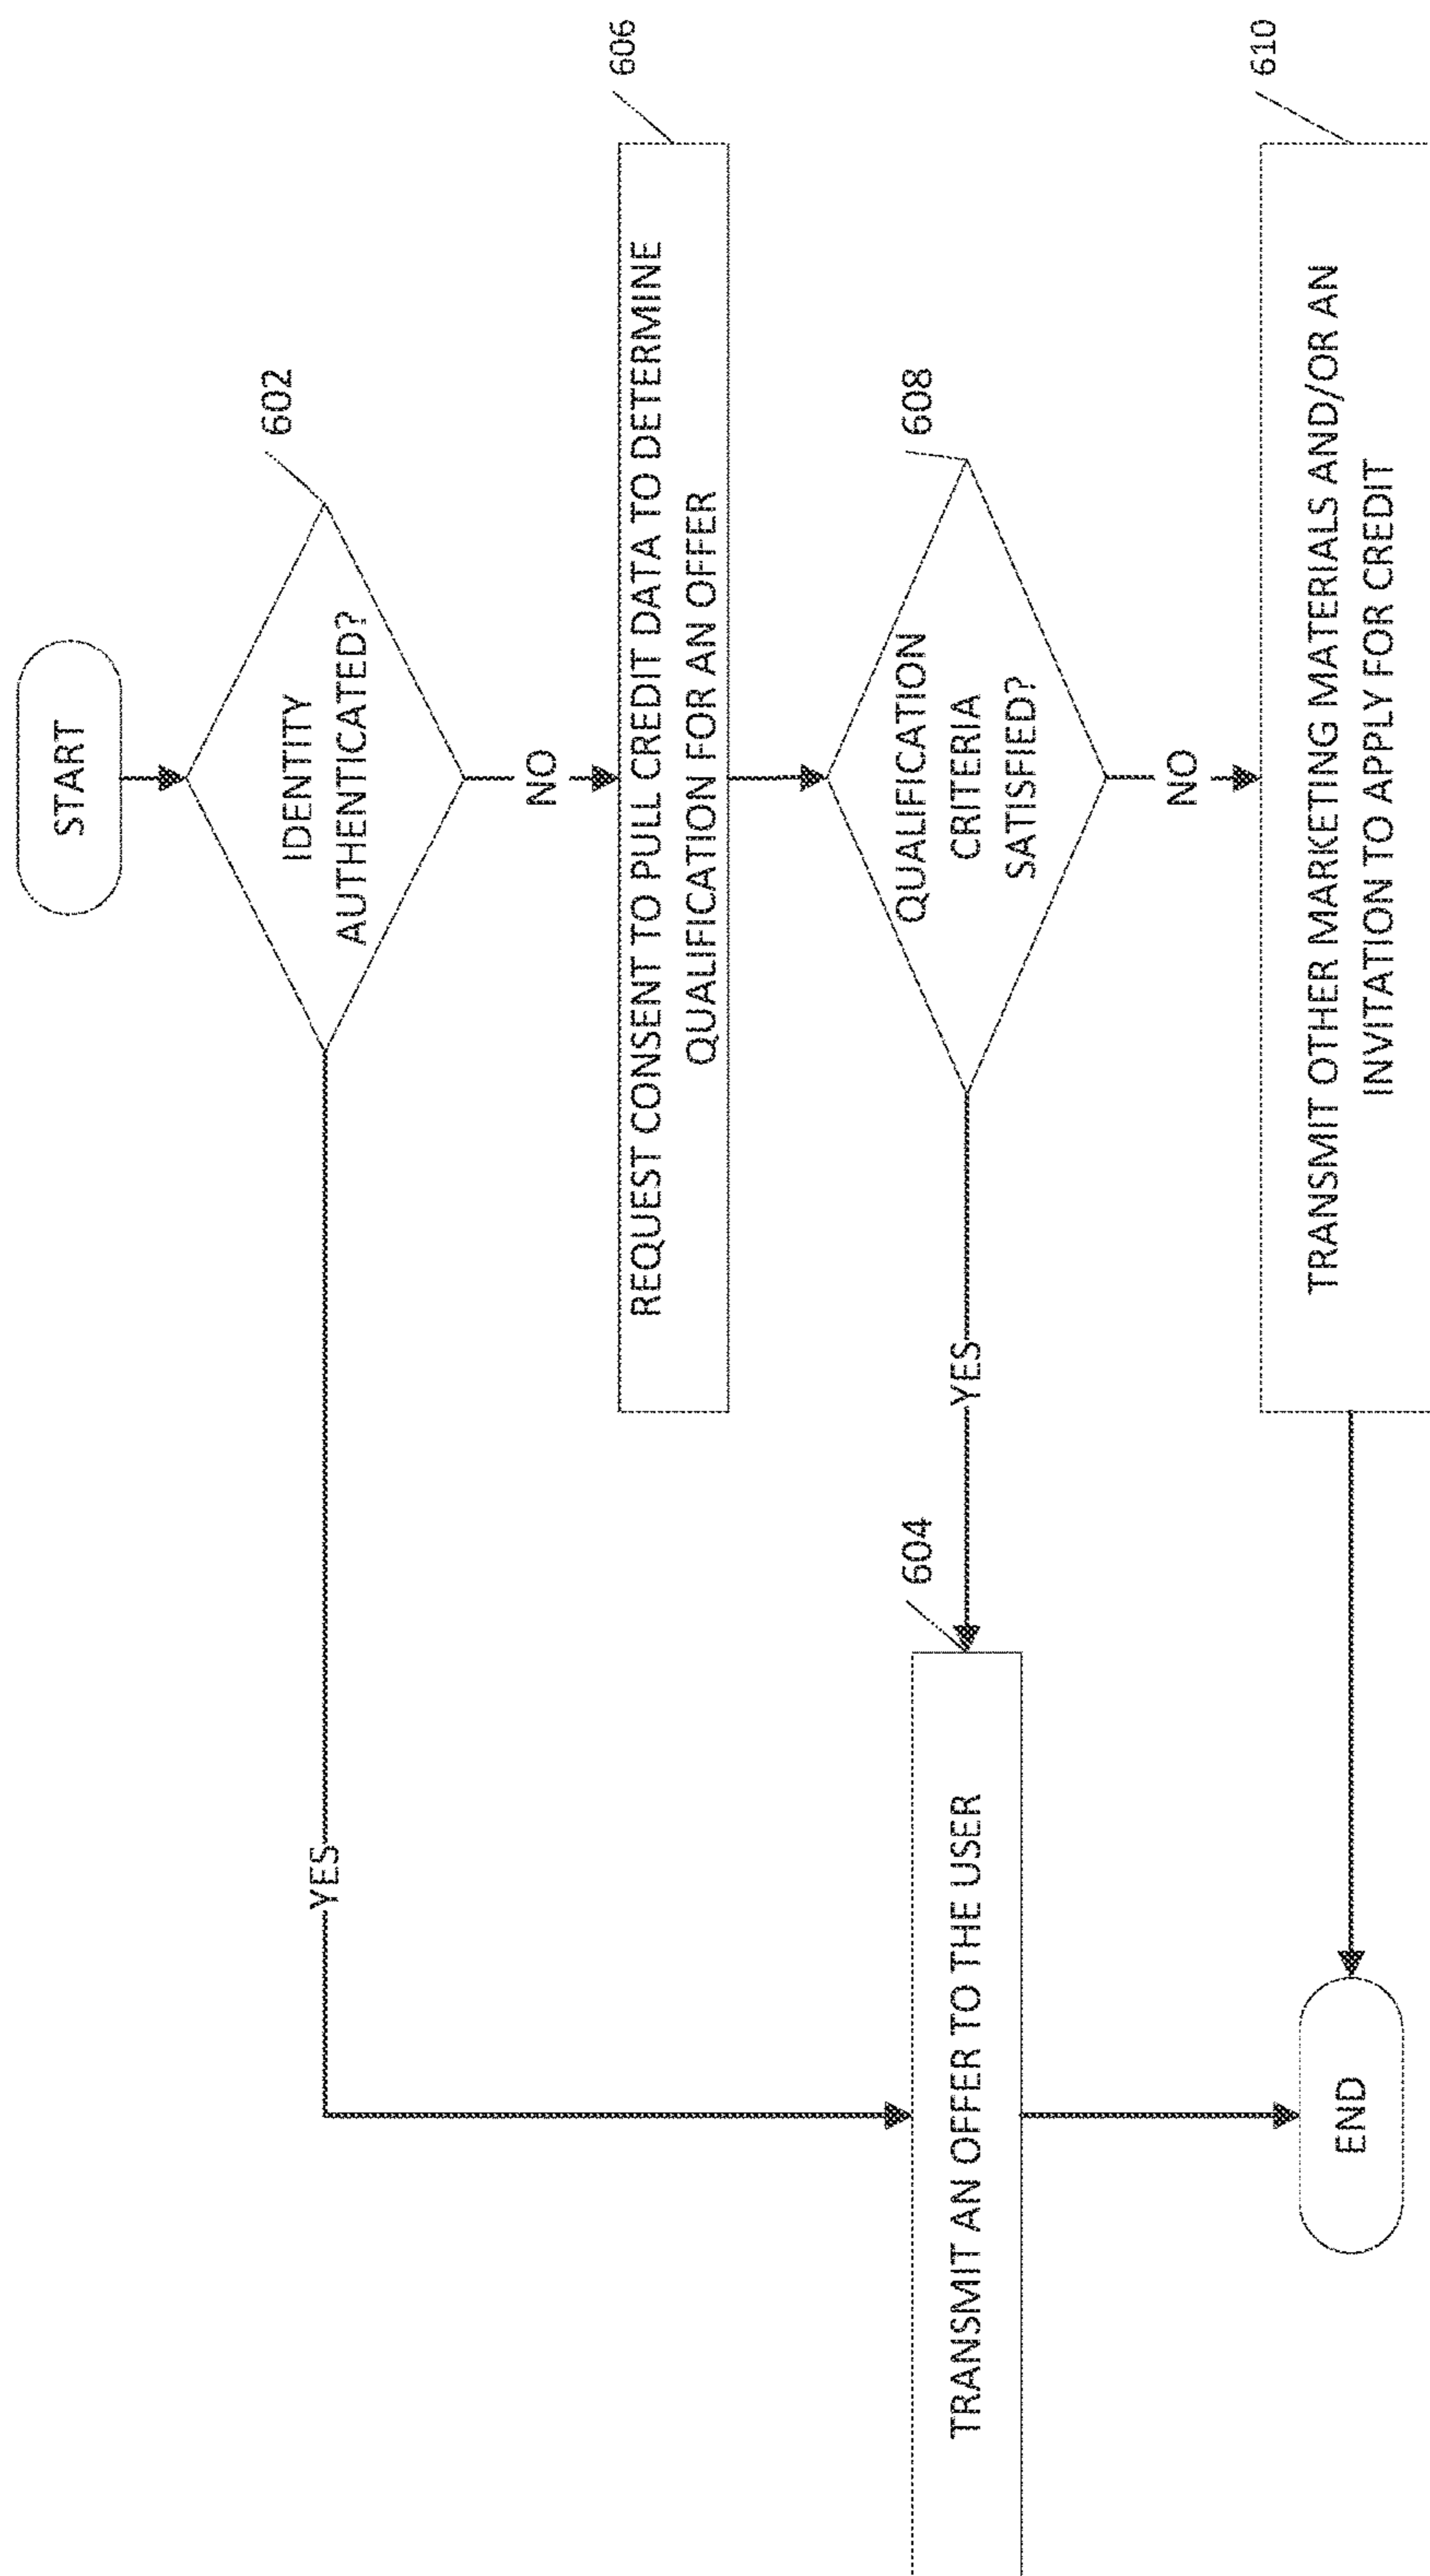 START
602
IDENTITY
AUTHENTICATED?
YES
NO
606
REQUEST CONSENT TO PULL CREDIT DATA TO DETERMINE
QUALIFICATION FOR AN OFFER
608
QUALIFICATION
CRITERIA
SATISFIED?
YES
NO
604
TRANSMIT AN OFFER TO THE USER
610
TRANSMIT OTHER MARKETING MATERIALS AND/OR AN
INVITATION TO APPLY FOR CREDIT
END